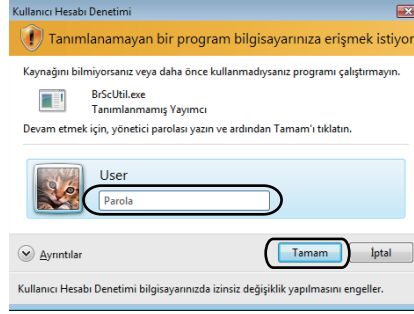 Kullanıcı Hesabı Denetimi
Tanımlanamayan bir program bilgisayarınıza erişmek istiyor
Kaynağını bilmiyorsanız veya daha önce kullanmadıysanız programı çalıştırmayın.
BrScUtil.exe
Tanımlanmamış Yayımcı
Devam etmek için, yönetici parolası yazın ve ardından Tamam'ı tıklatın.
User
Parola
Ayrıntılar
Tamam
İptal
Kullanıcı Hesabı Denetimi bilgisayarınızda izinsiz değişiklik yapılmasını engeller.